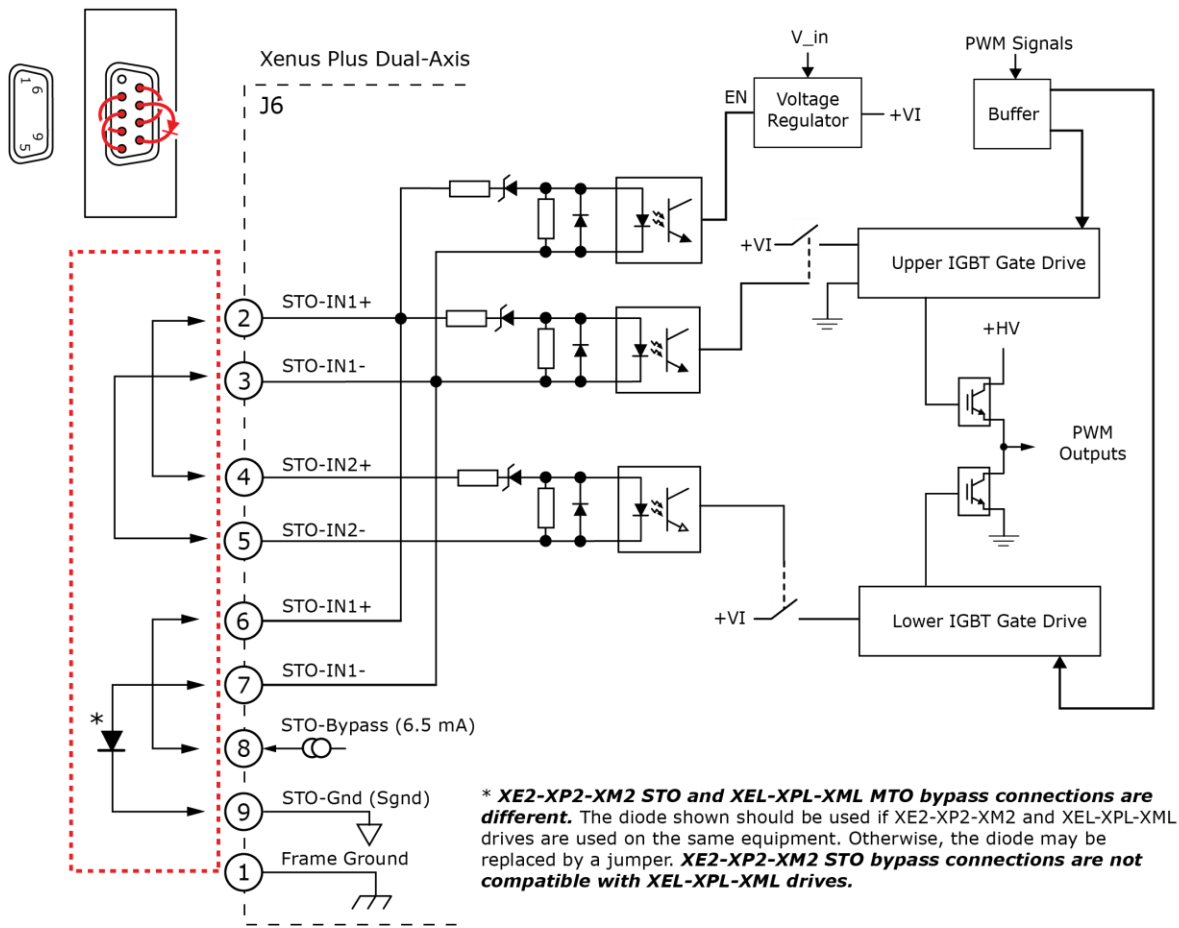 Xenus Plus Dual-Axis
J6
1
6
9
5
V_in
PWM Signals
EN
Voltage
Regulator
+VI
Buffer
+VI
Upper IGBT Gate Drive
2
STO-IN1+
3
STO-IN1-
+HV
4
STO-IN2+
PWM
Outputs
5
STO-IN2-
6
STO-IN1+
+VI
Lower IGBT Gate Drive
7
STO-IN1-
*
8
STO-Bypass (6.5 mA)
9
STO-Gnd (Sgnd)
1
Frame Ground
* XE2-XP2-XM2 STO and XEL-XPL-XML MTO bypass connections are
different. The diode shown should be used if XE2-XP2-XM2 and XEL-XPL-XML
drives are used on the same equipment. Otherwise, the diode may be
replaced by a jumper. XE2-XP2-XM2 STO bypass connections are not
compatible with XEL-XPL-XML drives.